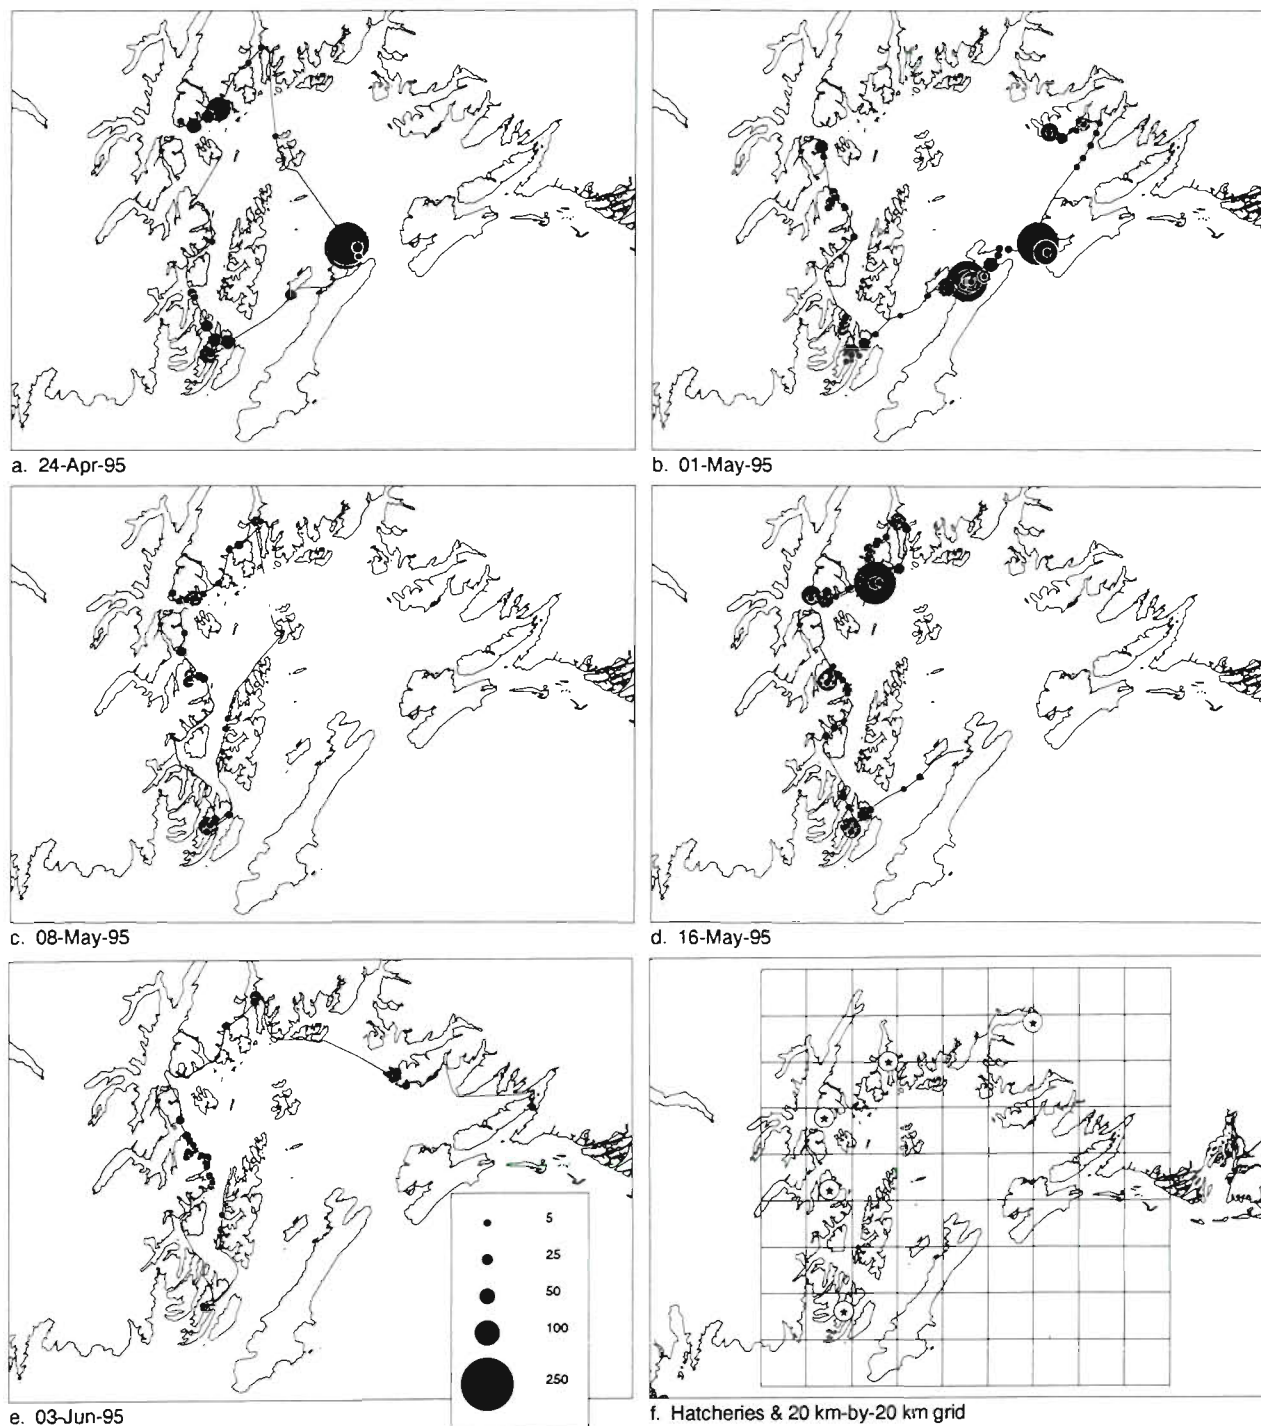 a. 24-Apr-95
b. 01-May-95
c. 08-May-95
d. 16-May-95
5
25
50
100
250
e. 03-Jun-95
f. Hatcheries & 20 km-by-20 km grid